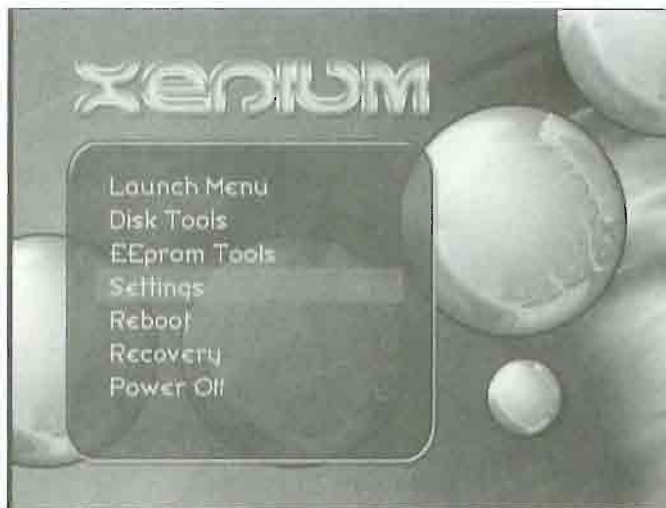 XENIUM
Launch Menu
Disk Tools
EEprom Tools
Settings
Reboot
Recovery
Power Off